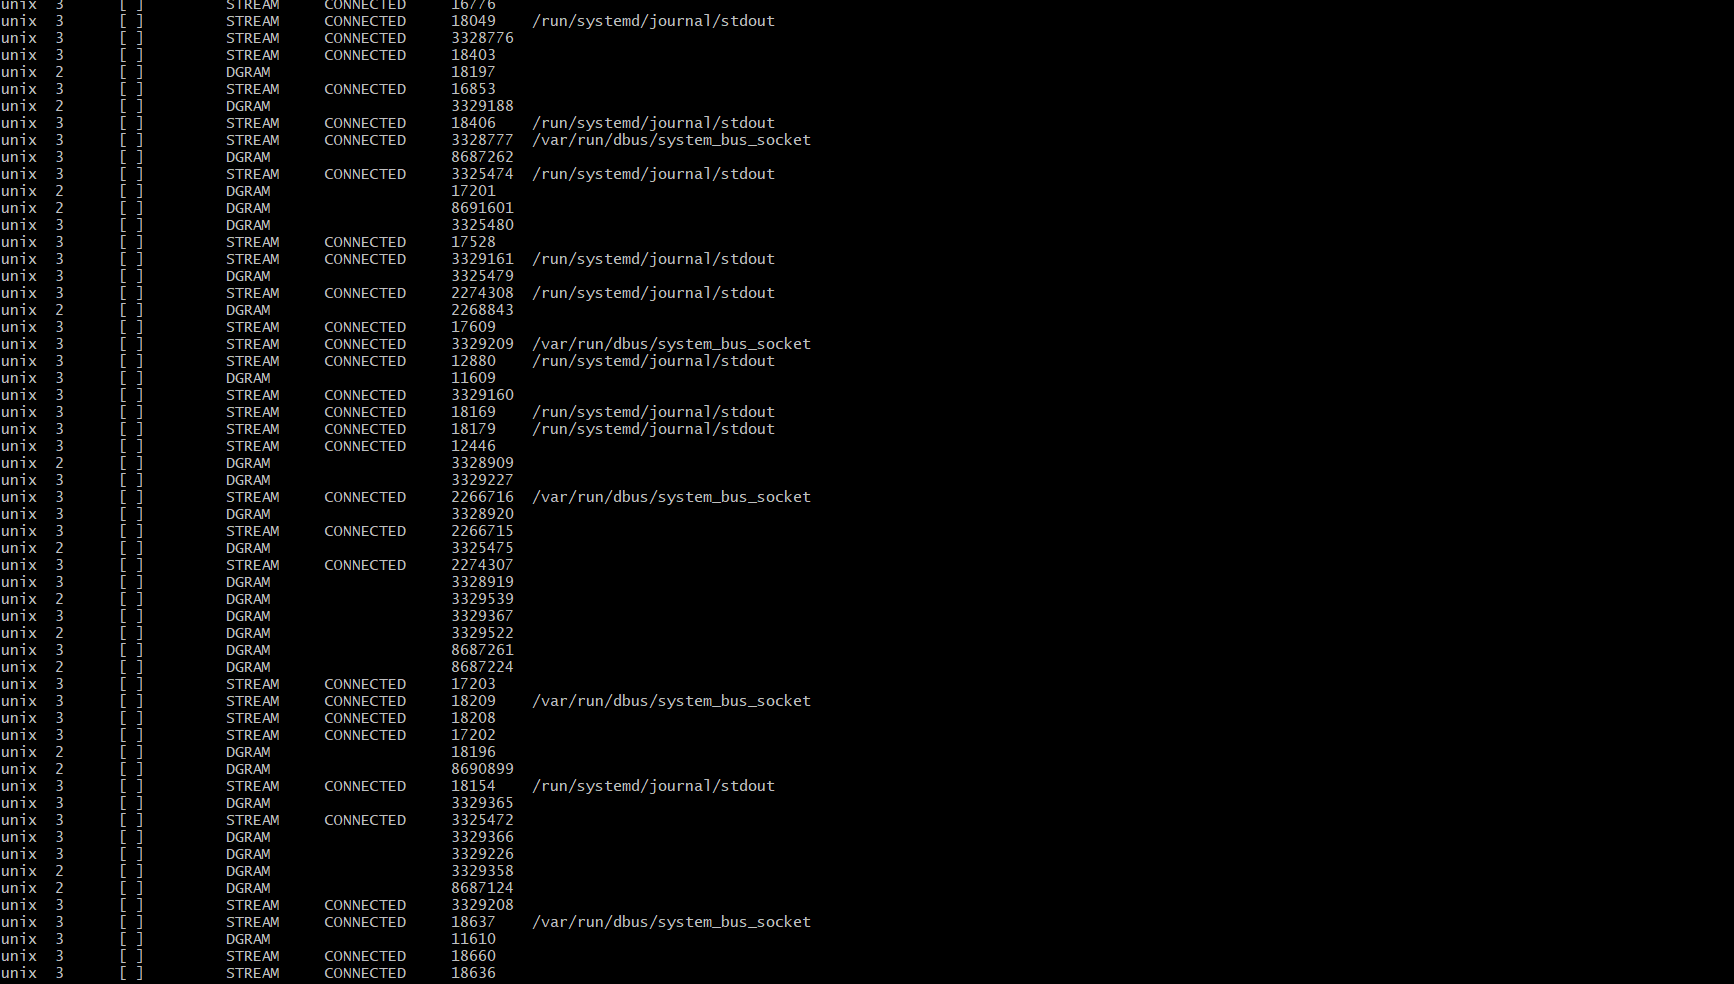 unix 3 [ ] STREAM CONNECTED 16776
unix 3 [ ] STREAM CONNECTED 18049 /run/systemd/journal/stdout
unix 3 [ ] STREAM CONNECTED 3328776
unix 3 [ ] STREAM CONNECTED 18403
unix 2 [ ] DGRAM 18197
unix 3 [ ] STREAM CONNECTED 16853
unix 2 [ ] DGRAM 3329188
unix 3 [ ] STREAM CONNECTED 18406 /run/systemd/journal/stdout
unix 3 [ ] STREAM CONNECTED 3328777 /var/run/dbus/system_bus_socket
unix 3 [ ] DGRAM 8687262
unix 3 [ ] STREAM CONNECTED 3325474 /run/systemd/journal/stdout
unix 2 [ ] DGRAM 17201
unix 2 [ ] DGRAM 8691601
unix 3 [ ] DGRAM 3325480
unix 3 [ ] STREAM CONNECTED 17528
unix 3 [ ] STREAM CONNECTED 3329161 /run/systemd/journal/stdout
unix 3 [ ] DGRAM 3325479
unix 3 [ ] STREAM CONNECTED 2274308 /run/systemd/journal/stdout
unix 2 [ ] DGRAM 2268843
unix 3 [ ] STREAM CONNECTED 17609
unix 3 [ ] STREAM CONNECTED 3329209 /var/run/dbus/system_bus_socket
unix 3 [ ] STREAM CONNECTED 12880 /run/systemd/journal/stdout
unix 3 [ ] DGRAM 11609
unix 3 [ ] STREAM CONNECTED 3329160
unix 3 [ ] STREAM CONNECTED 18169 /run/systemd/journal/stdout
unix 3 [ ] STREAM CONNECTED 18179 /run/systemd/journal/stdout
unix 3 [ ] STREAM CONNECTED 12446
unix 2 [ ] DGRAM 3328909
unix 3 [ ] DGRAM 3329227
unix 3 [ ] STREAM CONNECTED 2266716 /var/run/dbus/system_bus_socket
unix 3 [ ] DGRAM 3328920
unix 3 [ ] STREAM CONNECTED 2266715
unix 2 [ ] DGRAM 3325475
unix 3 [ ] STREAM CONNECTED 2274307
unix 3 [ ] DGRAM 3328919
unix 2 [ ] DGRAM 3329539
unix 3 [ ] DGRAM 3329367
unix 2 [ ] DGRAM 3329522
unix 3 [ ] DGRAM 8687261
unix 2 [ ] DGRAM 8687224
unix 3 [ ] STREAM CONNECTED 17203
unix 3 [ ] STREAM CONNECTED 18209 /var/run/dbus/system_bus_socket
unix 3 [ ] STREAM CONNECTED 18208
unix 3 [ ] STREAM CONNECTED 17202
unix 2 [ ] DGRAM 18196
unix 2 [ ] DGRAM 8690899
unix 3 [ ] STREAM CONNECTED 18154 /run/systemd/journal/stdout
unix 3 [ ] DGRAM 3329365
unix 3 [ ] STREAM CONNECTED 3325472
unix 3 [ ] DGRAM 3329366
unix 3 [ ] DGRAM 3329226
unix 2 [ ] DGRAM 3329358
unix 2 [ ] DGRAM 8687124
unix 3 [ ] STREAM CONNECTED 3329208
unix 3 [ ] STREAM CONNECTED 18637 /var/run/dbus/system_bus_socket
unix 3 [ ] DGRAM 11610
unix 3 [ ] STREAM CONNECTED 18660
unix 3 [ ] STREAM CONNECTED 18636